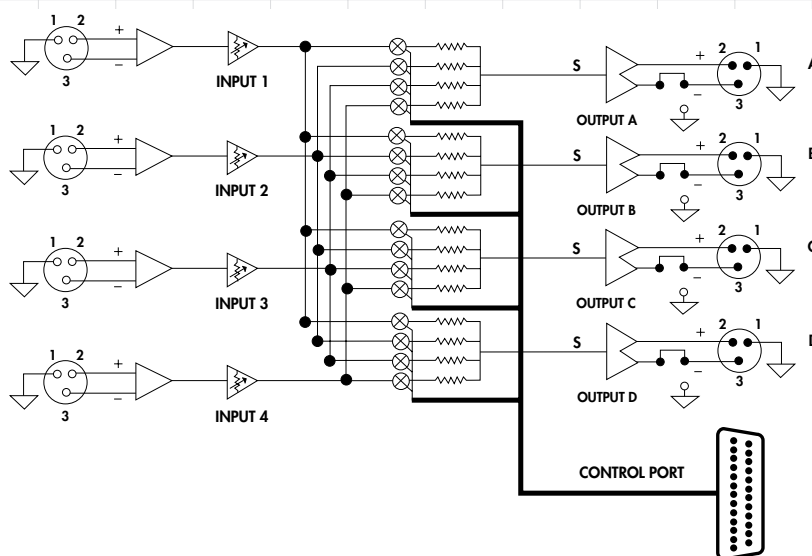 1 2
+
−
3
INPUT 1
1 2
+
−
3
INPUT 2
1 2
+
−
3
INPUT 3
1 2
+
−
3
INPUT 4
S
OUTPUT A
+
−
2 1
3
S
OUTPUT B
+
−
2 1
3
S
OUTPUT C
+
−
2 1
3
S
OUTPUT D
+
−
2 1
3
CONTROL PORT